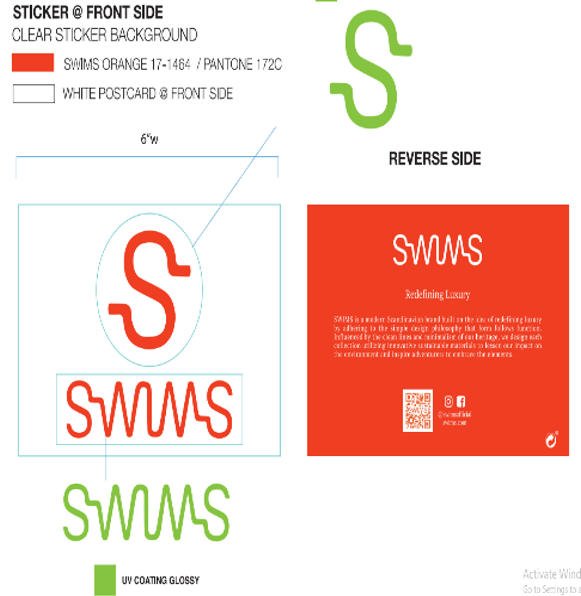 STICKER @ FRONT SIDE
CLEAR STICKER BACKGROUND
SWIMS ORANGE 17-1464 / PANTONE 172C
WHITE POSTCARD @ FRONT SIDE
6"w
S
SWIMS
SWIMS
UV COATING GLOSSY
S
REVERSE SIDE
SWIMS
Redefining Luxury
SWIMS is a modern Scandinavian brand built on the idea of redefining luxury
by adhering to the simple design philosophy that form follows function.
Influenced by the clean lines and minimalism of our heritage, we design each
collection utilizing innovative sustainable materials to lessen our impact on
the environment and inspire adventurers to embrace the elements.
@swimsofficial
swims.com
Activate Wind
Go to Settings to a